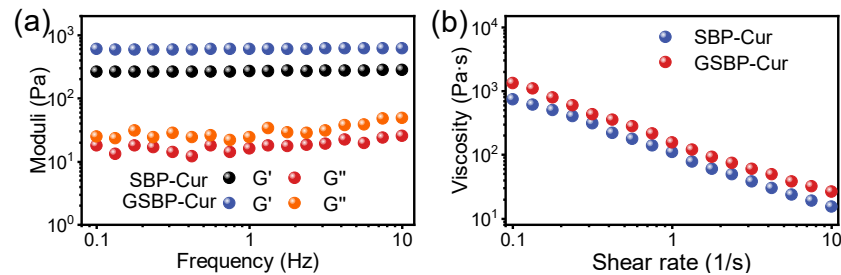 (a)
10³
10²
10¹
10⁰
Moduli (Pa)
SBP-Cur G' G"
GSBP-Cur G' G"
0.1 1 10
Frequency (Hz)
(b)
10⁴
10³
10²
10¹
Viscosity (Pa·s)
SBP-Cur
GSBP-Cur
0.1 1 10
Shear rate (1/s)